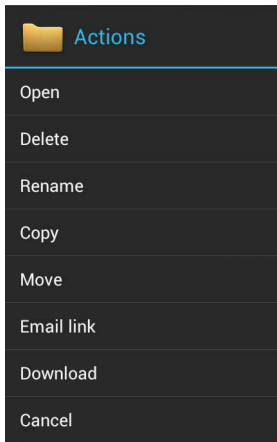 Actions
Open
Delete
Rename
Copy
Move
Email link
Download
Cancel